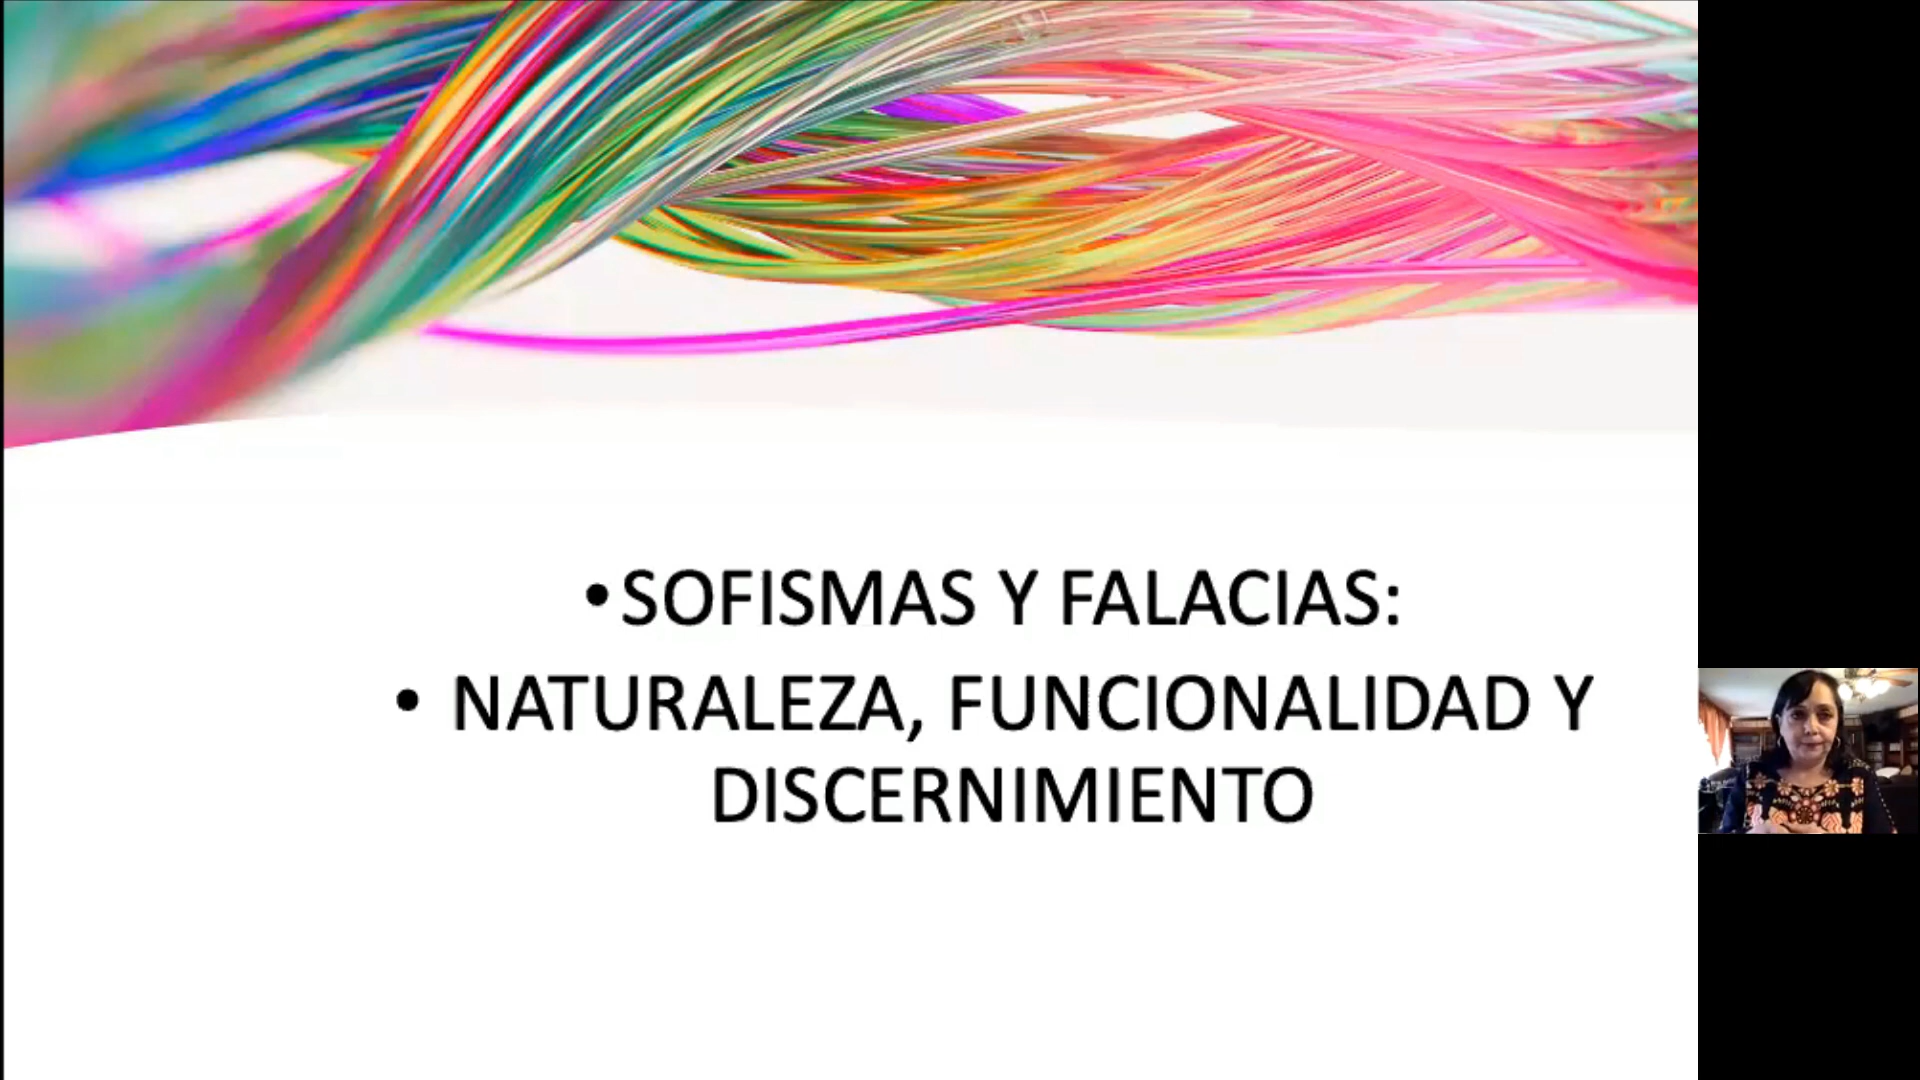 •SOFISMAS Y FALACIAS:
• NATURALEZA, FUNCIONALIDAD Y
DISCERNIMIENTO